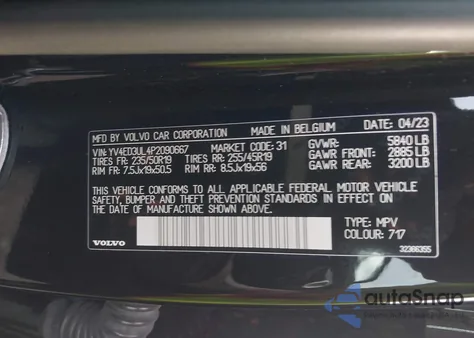 MFD BY VOLVO CAR CORPORATION MADE IN BELGIUM DATE: 04/23
VIN: YV4ED3UL4P2090667 MARKET CODE: 31 GVWR: 5840 LB
TIRES FR: 235/50R19 TIRES RR: 255/45R19 GAWR FRONT: 2885 LB
RIM FR: 7.5Jx19x50.5 RIM RR: 8.5Jx19x56 GAWR REAR: 3200 LB
THIS VEHICLE CONFORMS TO ALL APPLICABLE FEDERAL MOTOR VEHICLE
SAFETY, BUMPER AND THEFT PREVENTION STANDARDS IN EFFECT ON
THE DATE OF MANUFACTURE SHOWN ABOVE.
TYPE: MPV
COLOUR: 717
VOLVO
autoSnap